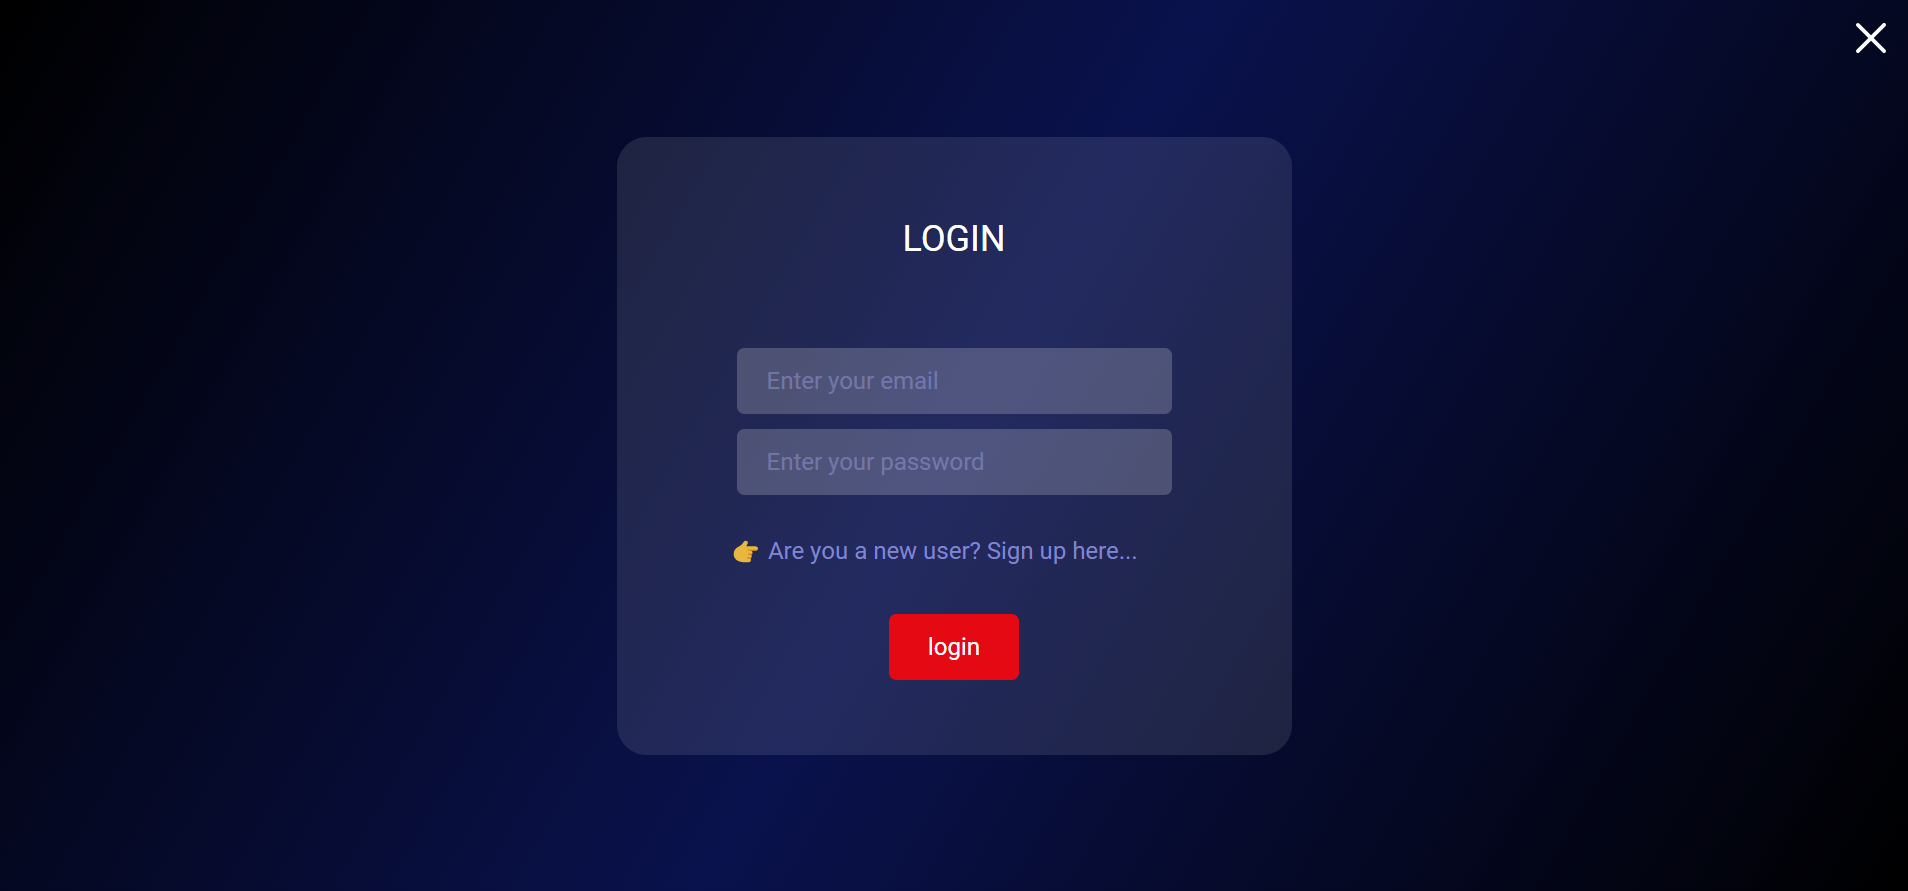 LOGIN
Enter your email
Enter your password
👉 Are you a new user? Sign up here...
login